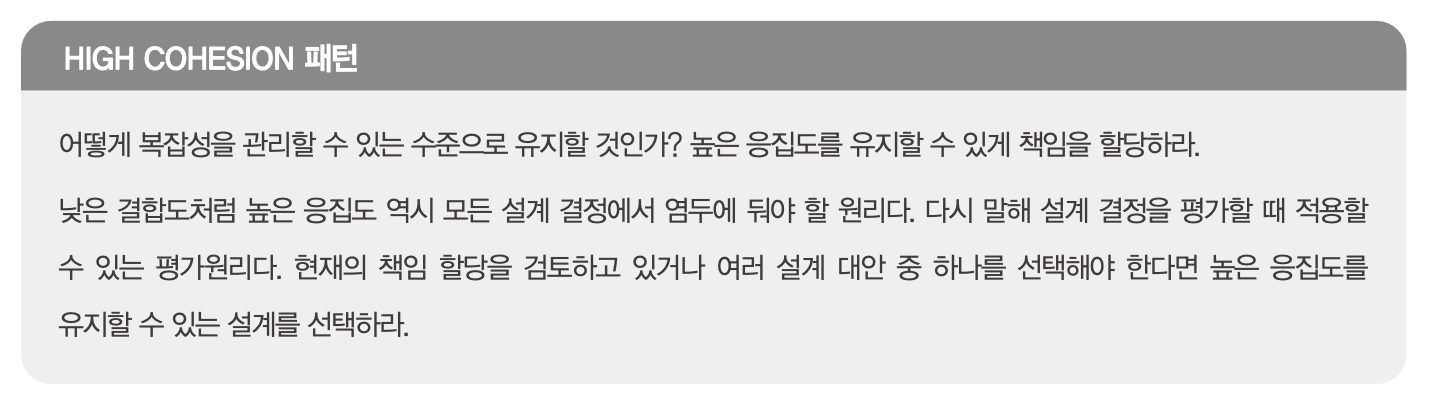 HIGH COHESION 패턴
어떻게 복잡성을 관리할 수 있는 수준으로 유지할 것인가? 높은 응집도를 유지할 수 있게 책임을 할당하라.
낮은 결합도처럼 높은 응집도 역시 모든 설계 결정에서 염두에 둬야 할 원리다. 다시 말해 설계 결정을 평가할 때 적용할
수 있는 평가원리다. 현재의 책임 할당을 검토하고 있거나 여러 설계 대안 중 하나를 선택해야 한다면 높은 응집도를
유지할 수 있는 설계를 선택하라.